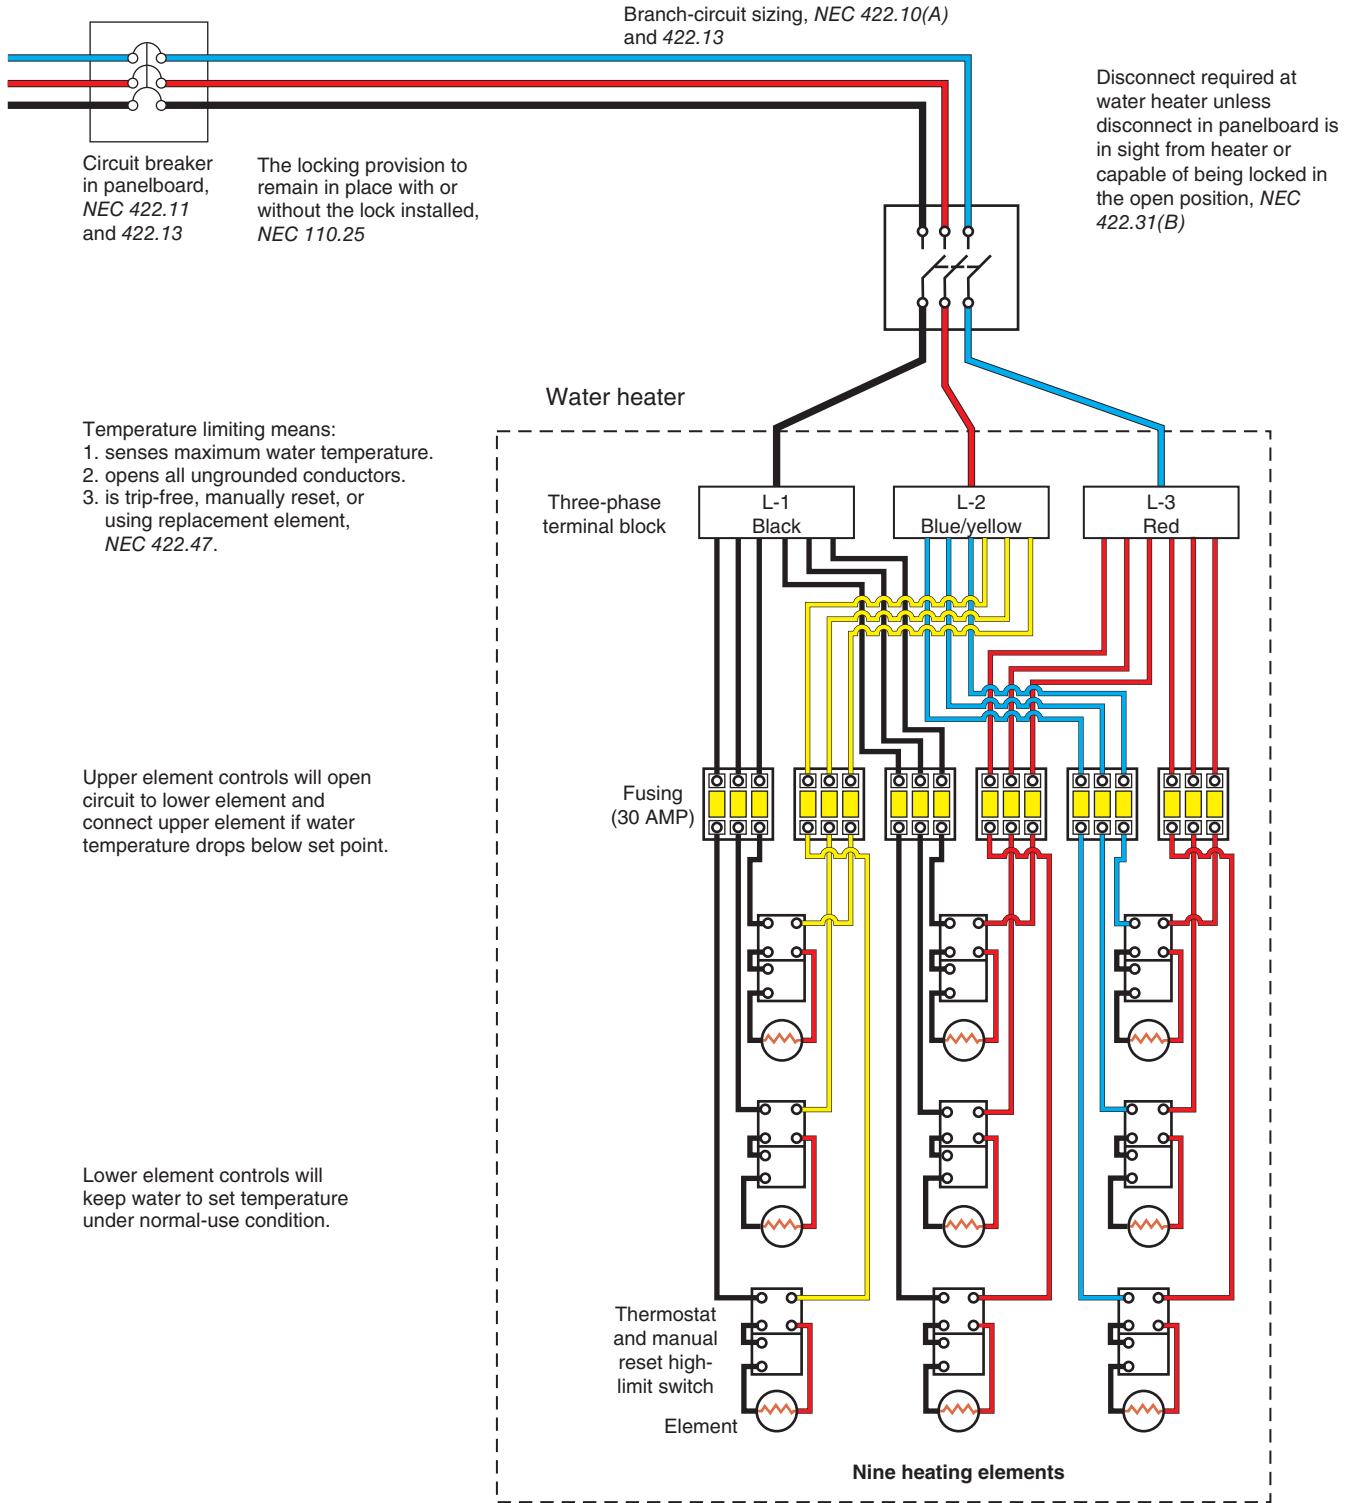 Branch-circuit sizing, NEC 422.10(A)
and 422.13
Disconnect required at
water heater unless
disconnect in panelboard is
in sight from heater or
capable of being locked in
the open position, NEC
422.31(B)
Circuit breaker
in panelboard,
NEC 422.11
and 422.13
The locking provision to
remain in place with or
without the lock installed,
NEC 110.25
Water heater
Temperature limiting means:
1. senses maximum water temperature.
2. opens all ungrounded conductors.
3. is trip-free, manually reset, or
using replacement element,
NEC 422.47.
Three-phase
terminal block
L-1
Black
L-2
Blue/yellow
L-3
Red
Upper element controls will open
circuit to lower element and
connect upper element if water
temperature drops below set point.
Fusing
(30 AMP)
Lower element controls will
keep water to set temperature
under normal-use condition.
Thermostat
and manual
reset high-
limit switch
Element
Nine heating elements